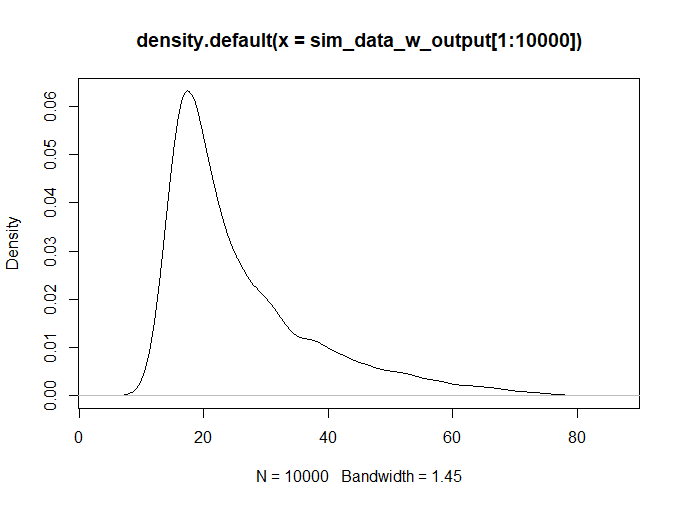 density.default(x = sim_data_w_output[1:10000])
Density
0.06
0.05
0.04
0.03
0.02
0.01
0.00
0 20 40 60 80
N = 10000 Bandwidth = 1.45